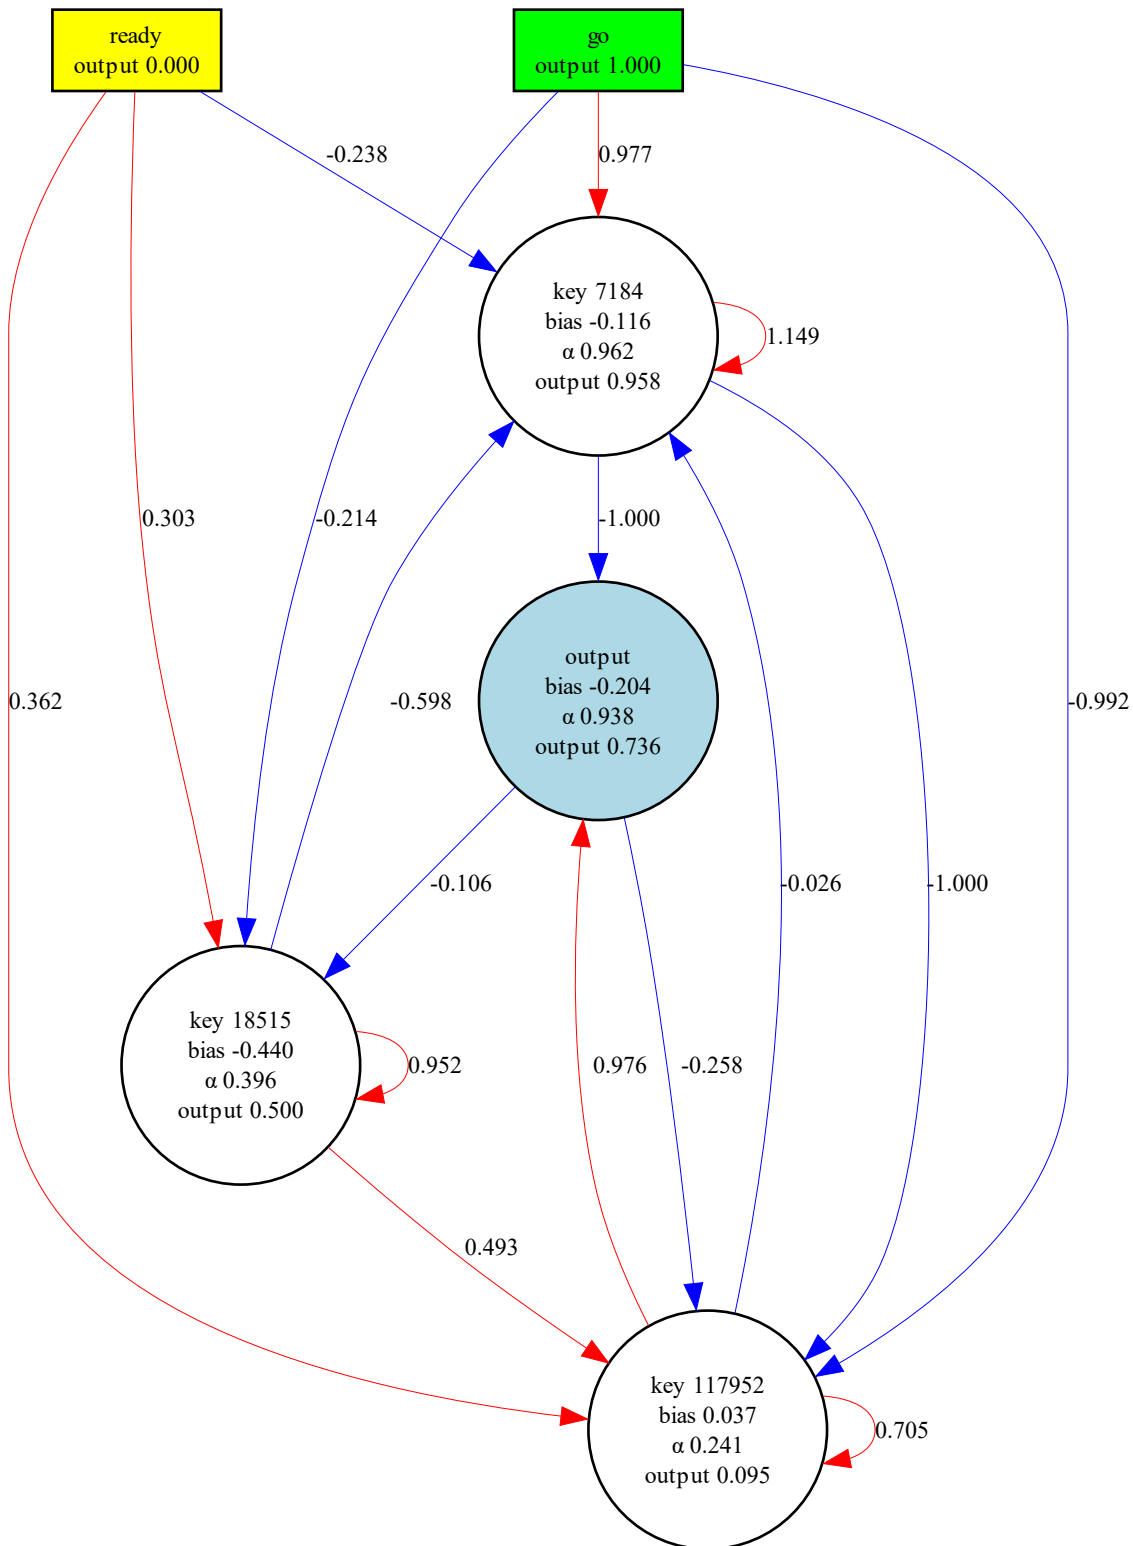 ready
output 0.000
go
output 1.000
-0.238
0.977
key 7184
bias -0.116
α 0.962
output 0.958
1.149
0.303
-0.214
-1.000
output
bias -0.204
α 0.938
output 0.736
0.362
-0.598
-0.992
-0.106
-0.026
-1.000
key 18515
bias -0.440
α 0.396
output 0.500
0.952
0.976
-0.258
0.493
key 117952
bias 0.037
α 0.241
output 0.095
0.705